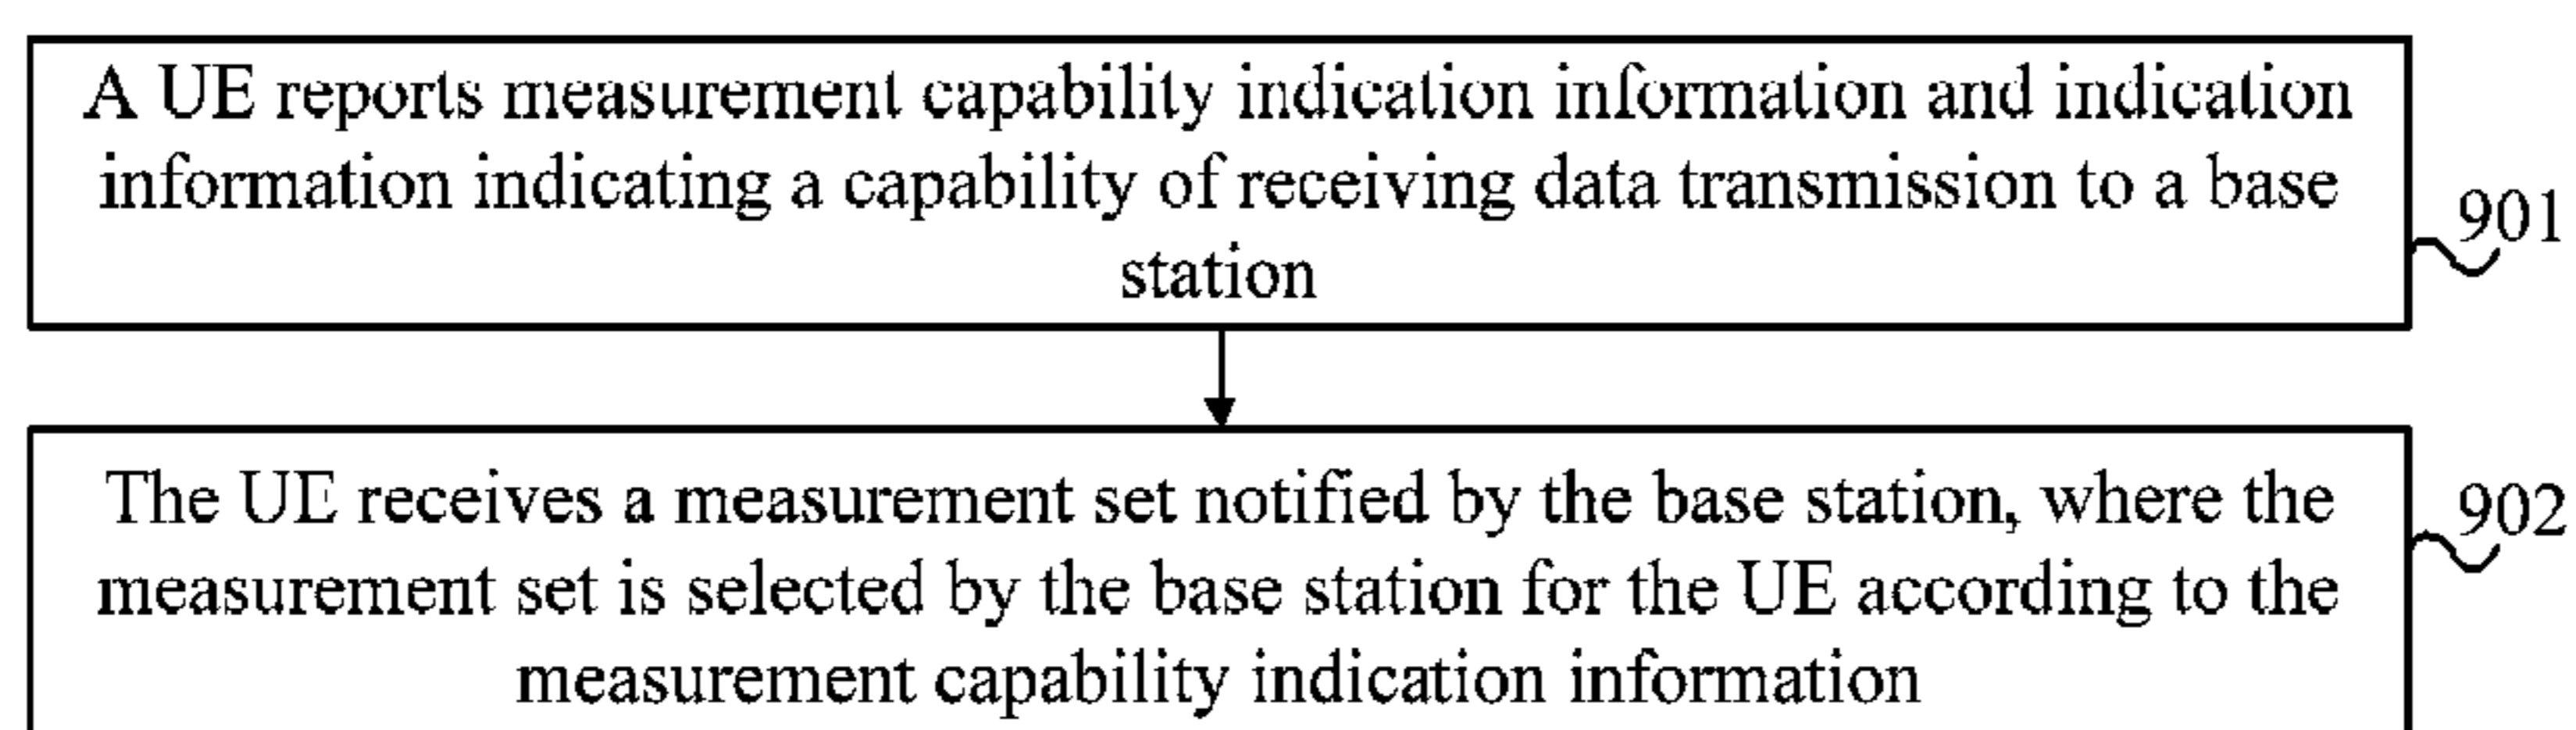 A UE reports measurement capability indication information and indication
information indicating a capability of receiving data transmission to a base
station
901
The UE receives a measurement set notified by the base station, where the
measurement set is selected by the base station for the UE according to the
measurement capability indication information
902